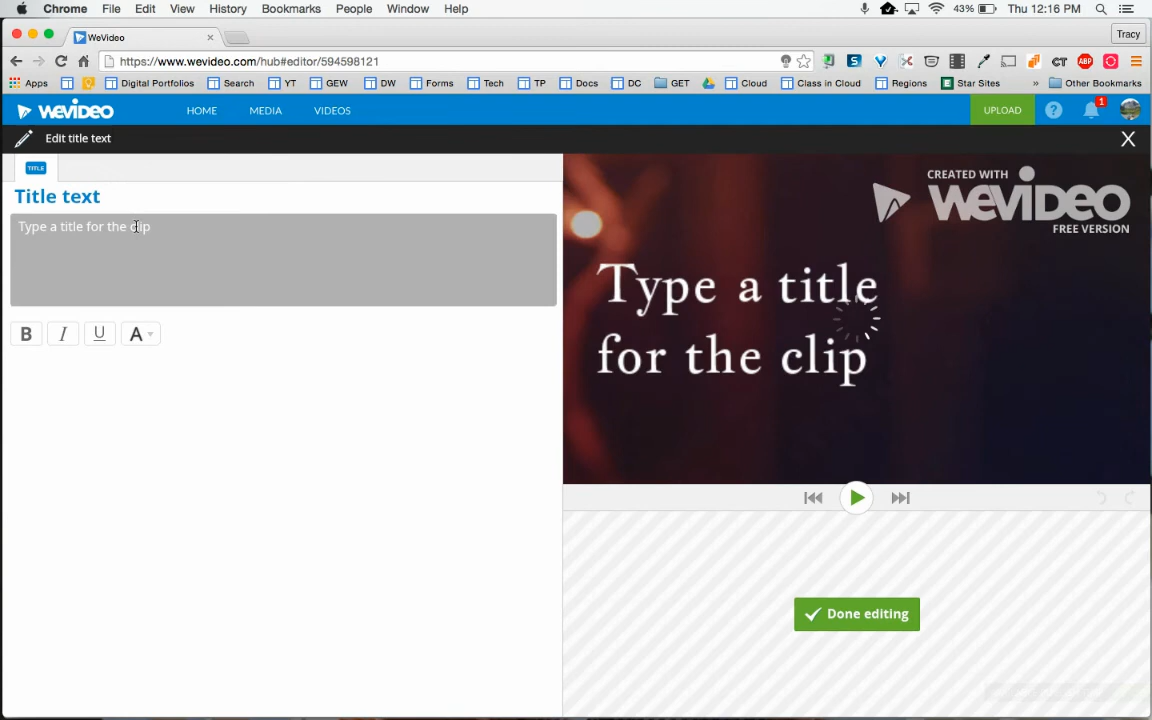 Chrome File Edit View History Bookmarks People Window Help 43% Thu 12:16 PM
WeVideo Tracy
https://www.wevideo.com/hub#editor/594598121
Apps Digital Portfolios Search YT GEW DW Forms Tech TP Docs DC GET Cloud Class in Cloud Regions Star Sites » Other Bookmarks
WEVIDEO HOME MEDIA VIDEOS UPLOAD ? 1
Edit title text X
TITLE
Title text
Type a title for the clip
B I U A
CREATED WITH
WEVIDEO
FREE VERSION
Type a title
for the clip
Done editing